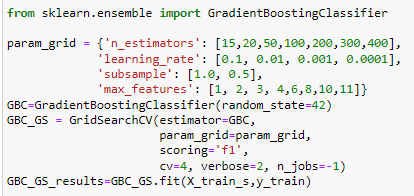 from sklearn.ensemble import GradientBoostingClassifier
param_grid = {'n_estimators': [15,20,50,100,200,300,400],
'learning_rate': [0.1, 0.01, 0.001, 0.0001],
'subsample': [1.0, 0.5],
'max_features': [1, 2, 3, 4,6,8,10,11]}
GBC=GradientBoostingClassifier(random_state=42)
GBC_GS = GridSearchCV(estimator=GBC,
param_grid=param_grid,
scoring='f1',
cv=4, verbose=2, n_jobs=-1)
GBC_GS_results=GBC_GS.fit(X_train_s,y_train)